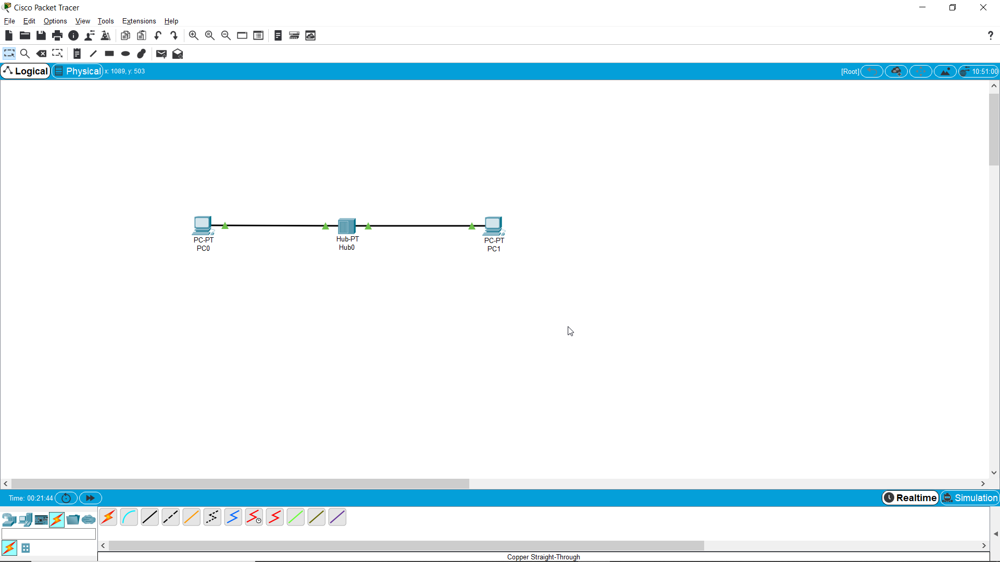 Cisco Packet Tracer
File Edit Options View Tools Extensions Help
Logical Physical x: 1089, y: 503 [Root] 10:51:00
PC-PT
PC0
Hub-PT
Hub0
PC-PT
PC1
Time: 00:21:44 Realtime Simulation
Copper Straight-Through